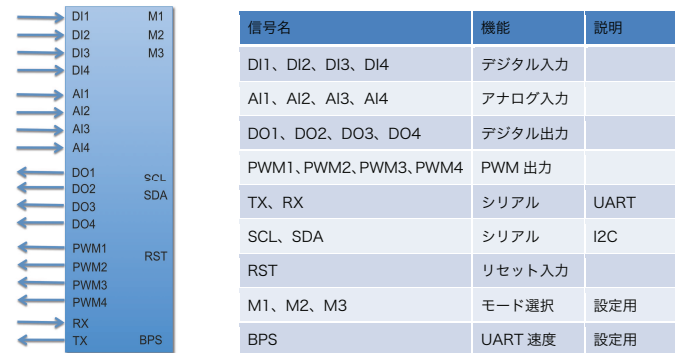 DI1 M1
DI2 M2
DI3 M3
DI4
AI1
AI2
AI3
AI4
DO1
SCL
DO2
SDA
DO3
DO4
PWM1
RST
PWM2
PWM3
PWM4
RX
TX BPS
信号名 機能 説明
DI1、DI2、DI3、DI4 デジタル入力
AI1、AI2、AI3、AI4 アナログ入力
DO1、DO2、DO3、DO4 デジタル出力
PWM1、PWM2、PWM3、PWM4 PWM 出力
TX、RX シリアル UART
SCL、SDA シリアル I2C
RST リセット入力
M1、M2、M3 モード選択 設定用
BPS UART 速度 設定用